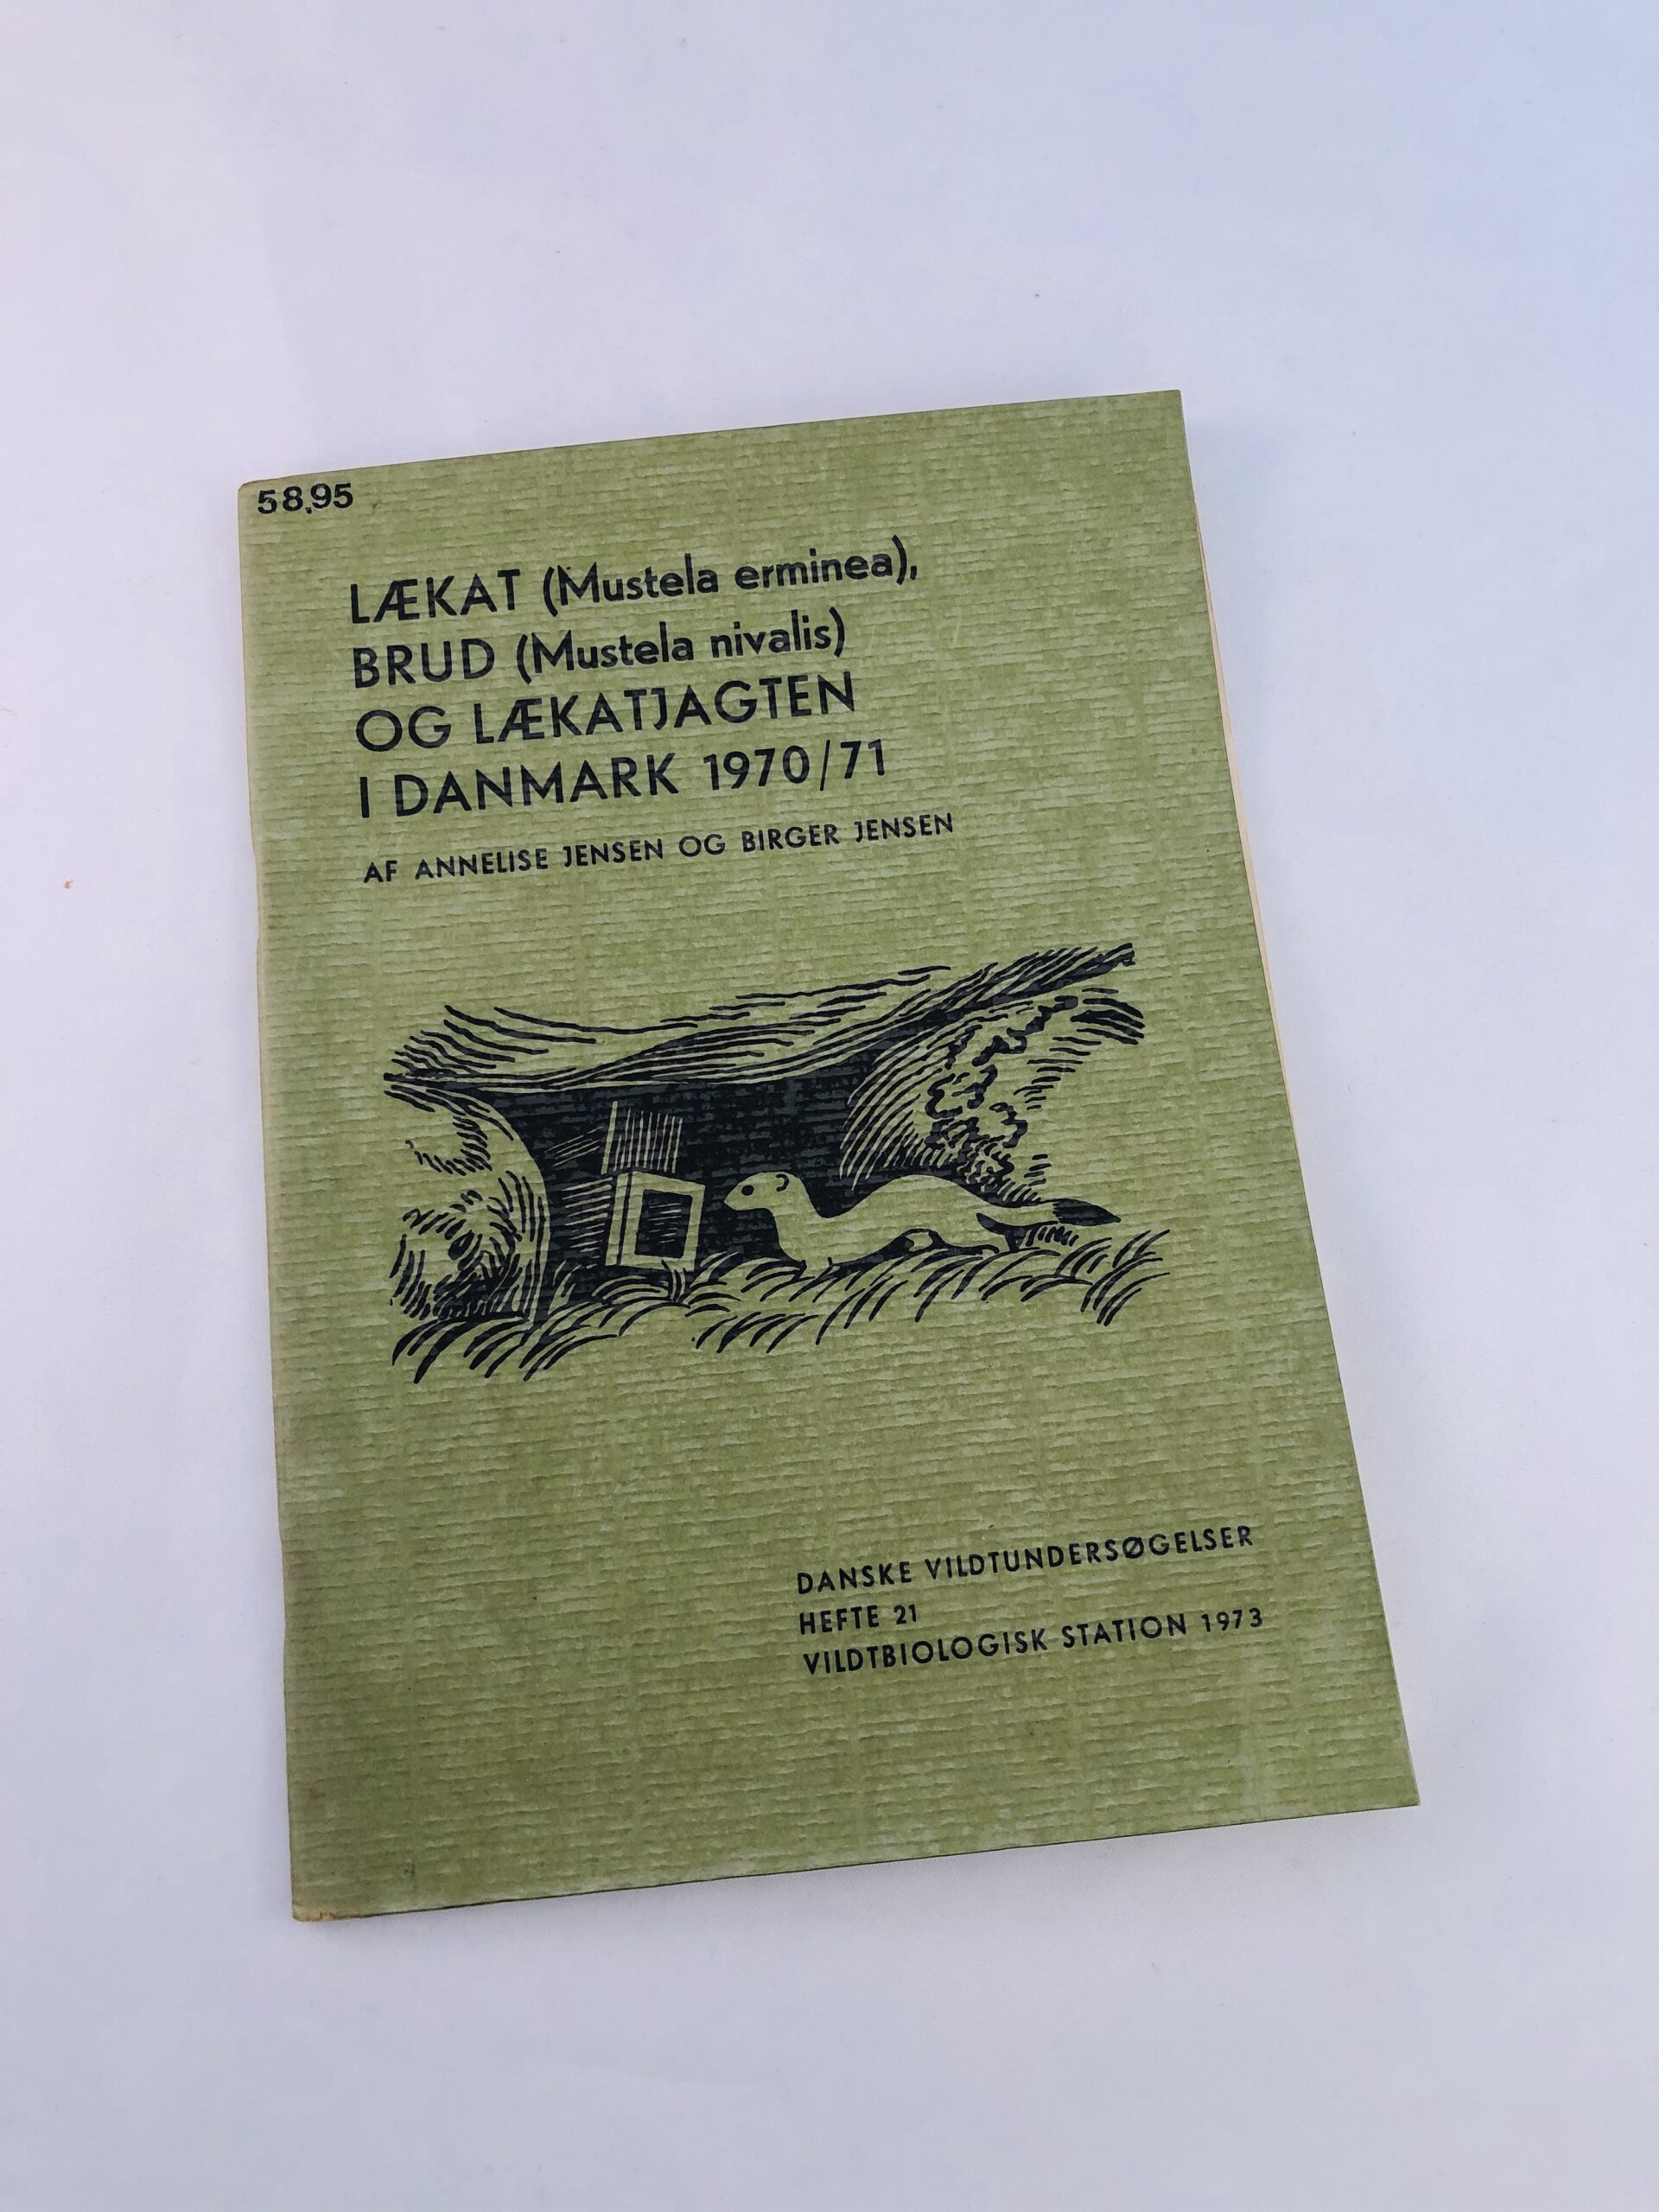 58.95
LÆKAT (Mustela erminea),
BRUD (Mustela nivalis)
OG LÆKATJAGTEN
I DANMARK 1970/71
AF ANNELISE JENSEN OG BIRGER JENSEN
DANSKE VILDTUNDERSØGELSER
HEFTE 21
VILDTBIOLOGISK STATION 1973